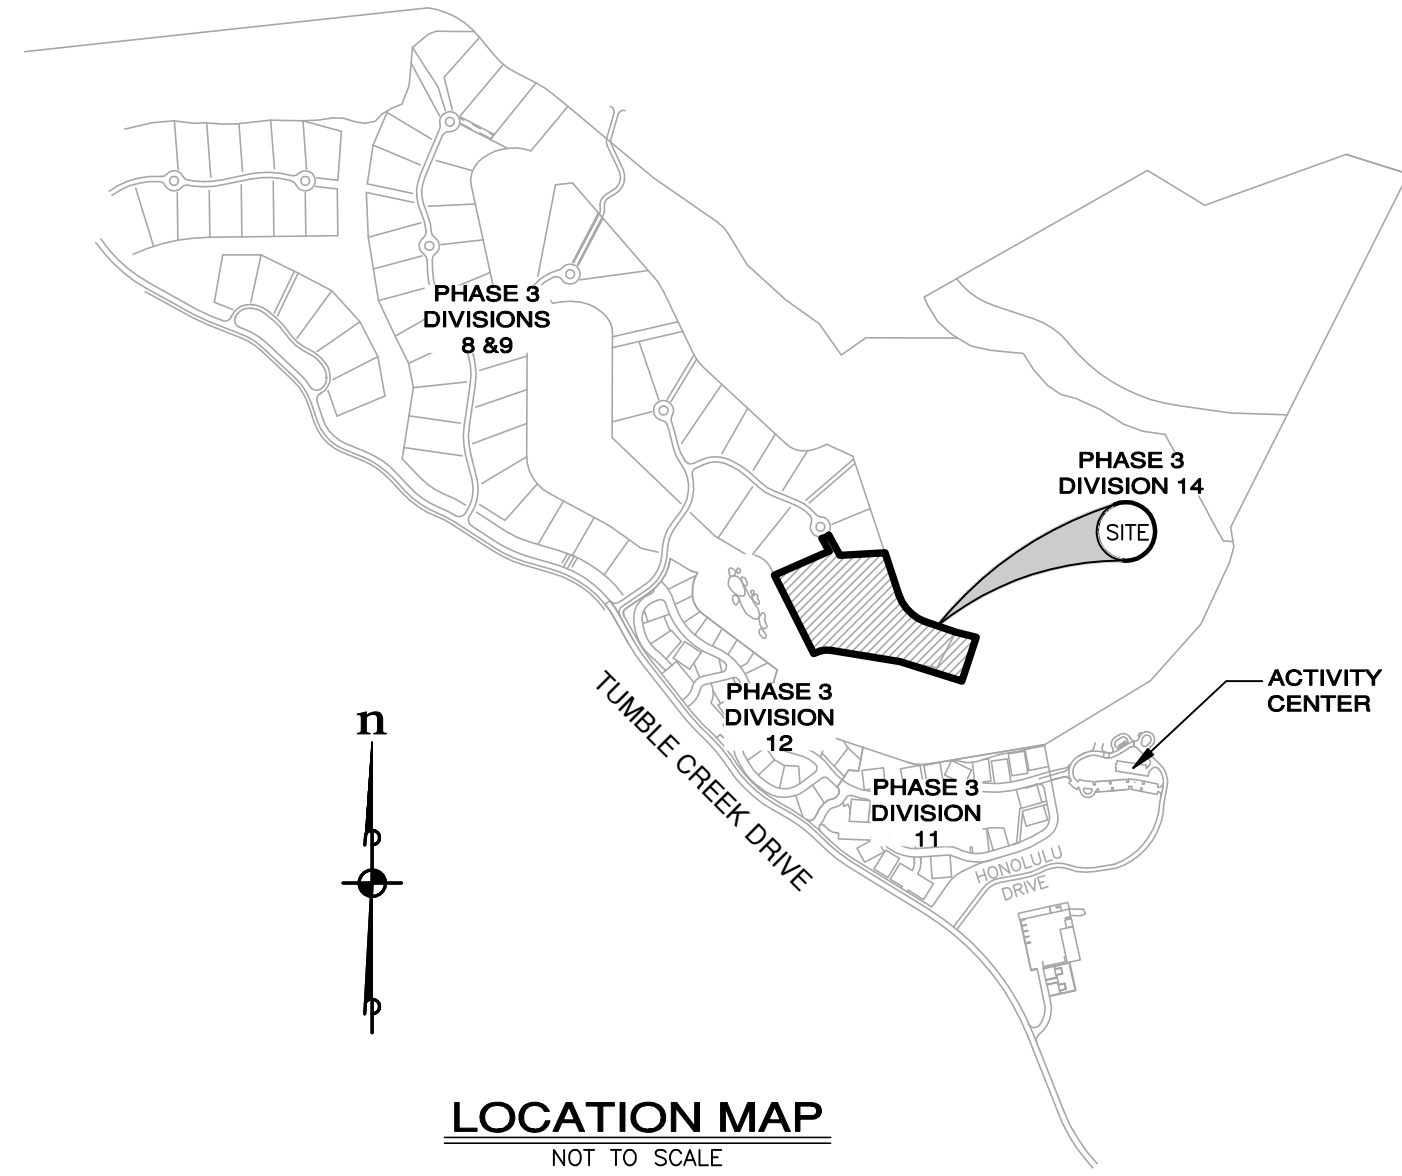 PHASE 3
DIVISIONS
8 &9
PHASE 3
DIVISION 14
SITE
ACTIVITY
CENTER
PHASE 3
DIVISION
12
TUMBLE CREEK DRIVE
PHASE 3
DIVISION
11
HONOLULU
DRIVE
n
LOCATION MAP
NOT TO SCALE